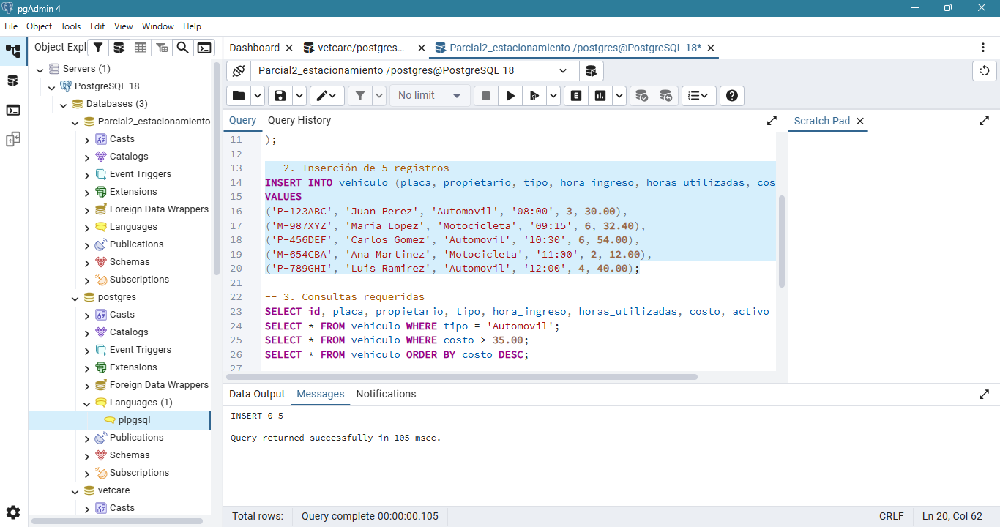 pgAdmin 4
File Object Tools Edit View Window Help
Object Expl
Dashboard
vetcare/postgres...
Parcial2_estacionamiento /postgres@PostgreSQL 18*
Parcial2_estacionamiento /postgres@PostgreSQL 18
No limit
Servers (1)
PostgreSQL 18
Databases (3)
Parcial2_estacionamiento
Casts
Catalogs
Event Triggers
Extensions
Foreign Data Wrappers
Languages
Publications
Schemas
Subscriptions
postgres
Casts
Catalogs
Event Triggers
Extensions
Foreign Data Wrappers
Languages (1)
plpgsql
Publications
Schemas
Subscriptions
vetcare
Casts
Query Query History
Scratch Pad
11 );
12
13 -- 2. Inserción de 5 registros
14 INSERT INTO vehiculo (placa, propietario, tipo, hora_ingreso, horas_utilizadas, cos
15 VALUES
16 ('P-123ABC', 'Juan Perez', 'Automovil', '08:00', 3, 30.00),
17 ('M-987XYZ', 'Maria Lopez', 'Motocicleta', '09:15', 6, 32.40),
18 ('P-456DEF', 'Carlos Gomez', 'Automovil', '10:30', 6, 54.00),
19 ('M-654CBA', 'Ana Martinez', 'Motocicleta', '11:00', 2, 12.00),
20 ('P-789GHI', 'Luis Ramirez', 'Automovil', '12:00', 4, 40.00);
21
22 -- 3. Consultas requeridas
23 SELECT id, placa, propietario, tipo, hora_ingreso, horas_utilizadas, costo, activo
24 SELECT * FROM vehiculo WHERE tipo = 'Automovil';
25 SELECT * FROM vehiculo WHERE costo > 35.00;
26 SELECT * FROM vehiculo ORDER BY costo DESC;
27
Data Output Messages Notifications
INSERT 0 5
Query returned successfully in 105 msec.
Total rows: Query complete 00:00:00.105 CRLF Ln 20, Col 62